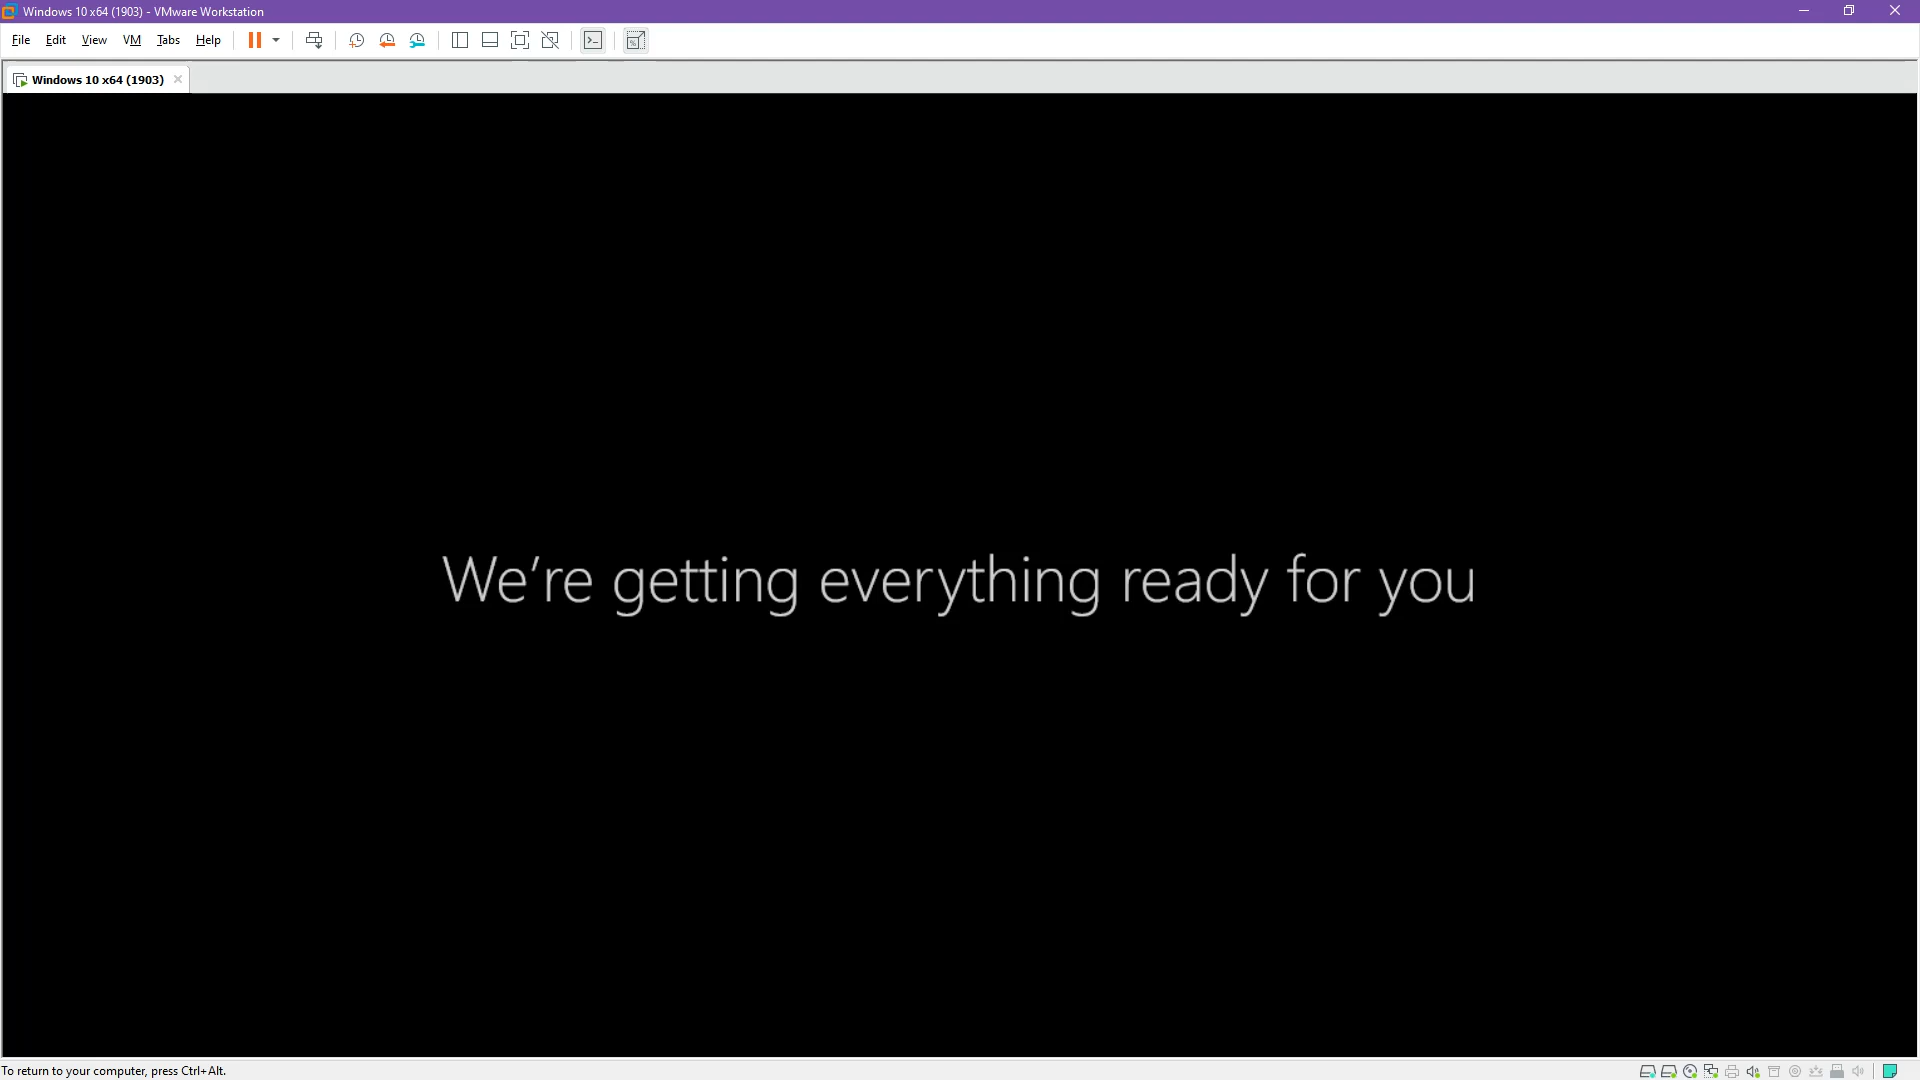 Windows 10 x64 (1903) - VMware Workstation
File Edit View VM Tabs Help
Windows 10 x64 (1903)
We’re getting everything ready for you
To return to your computer, press Ctrl+Alt.